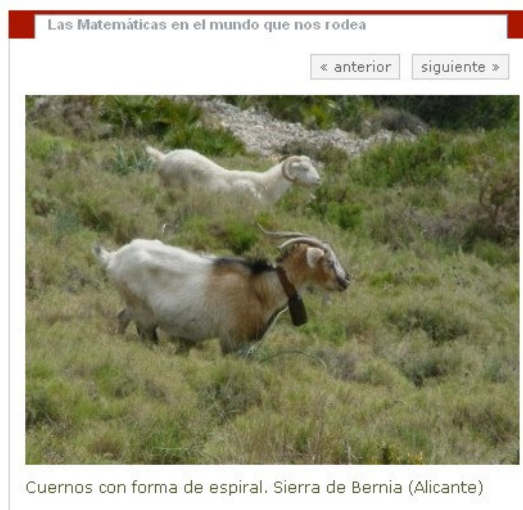 Las Matemáticas en el mundo que nos rodea
« anterior siguiente »
Cuernos con forma de espiral. Sierra de Bernia (Alicante)